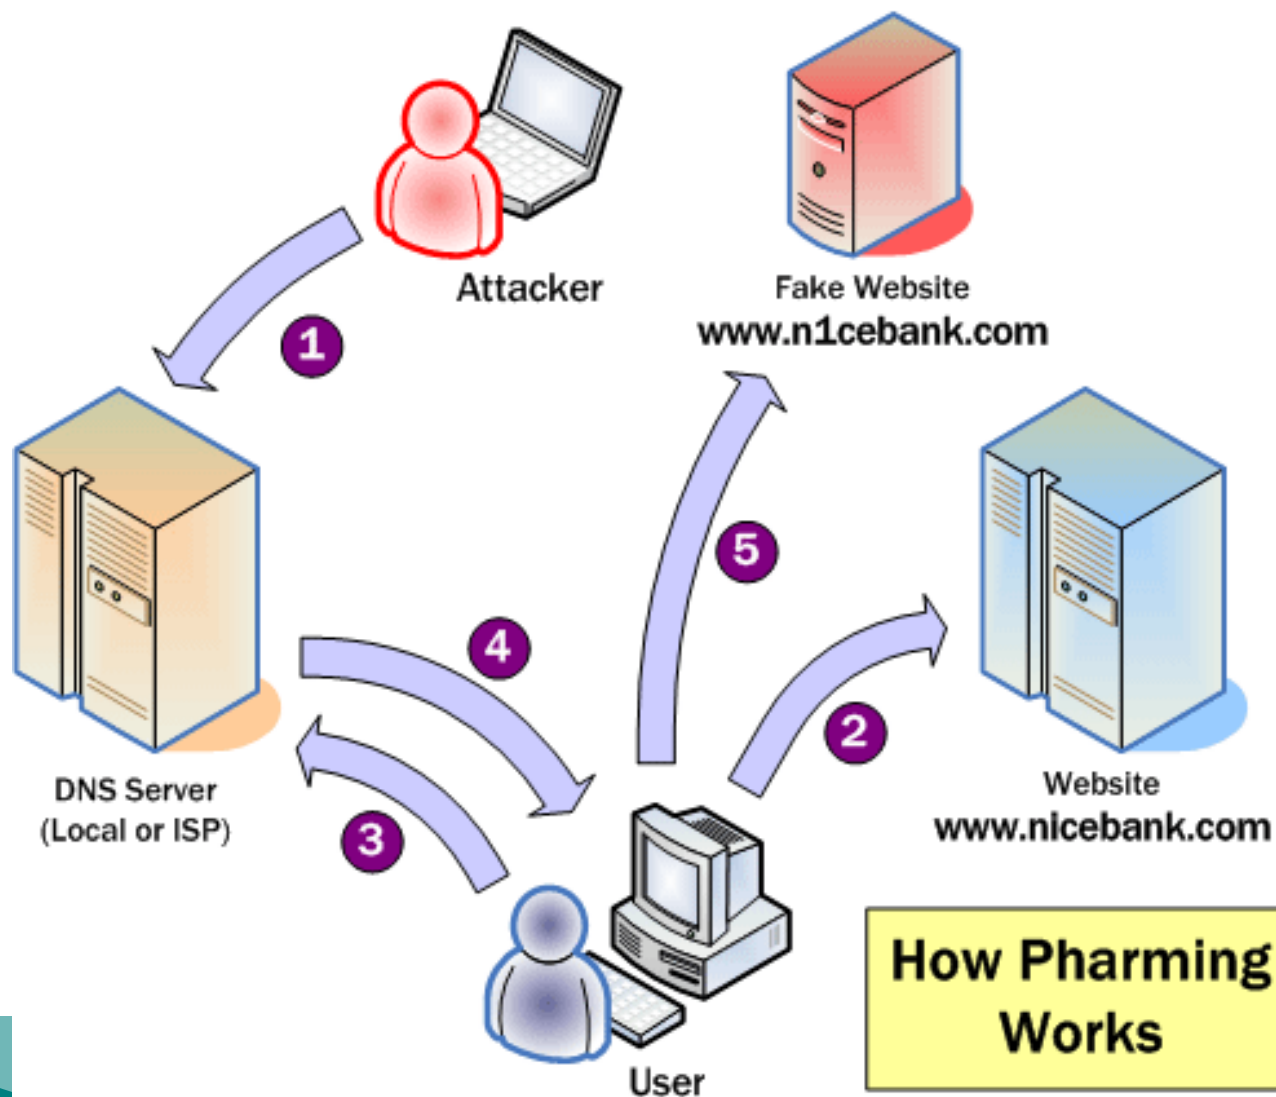 Attacker
Fake Website
www.n1cebank.com
1
5
4
2
3
DNS Server
(Local or ISP)
Website
www.nicebank.com
User
How Pharming
Works